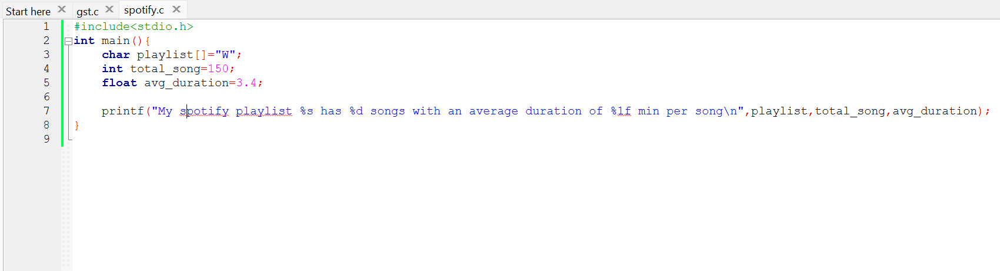 Start here gst.c spotify.c
1 #include<stdio.h>
2 int main(){
3 char playlist[]="W";
4 int total_song=150;
5 float avg_duration=3.4;
6
7 printf("My spotify playlist %s has %d songs with an average duration of %1f min per song\n",playlist,total_song,avg_duration);
8 }
9